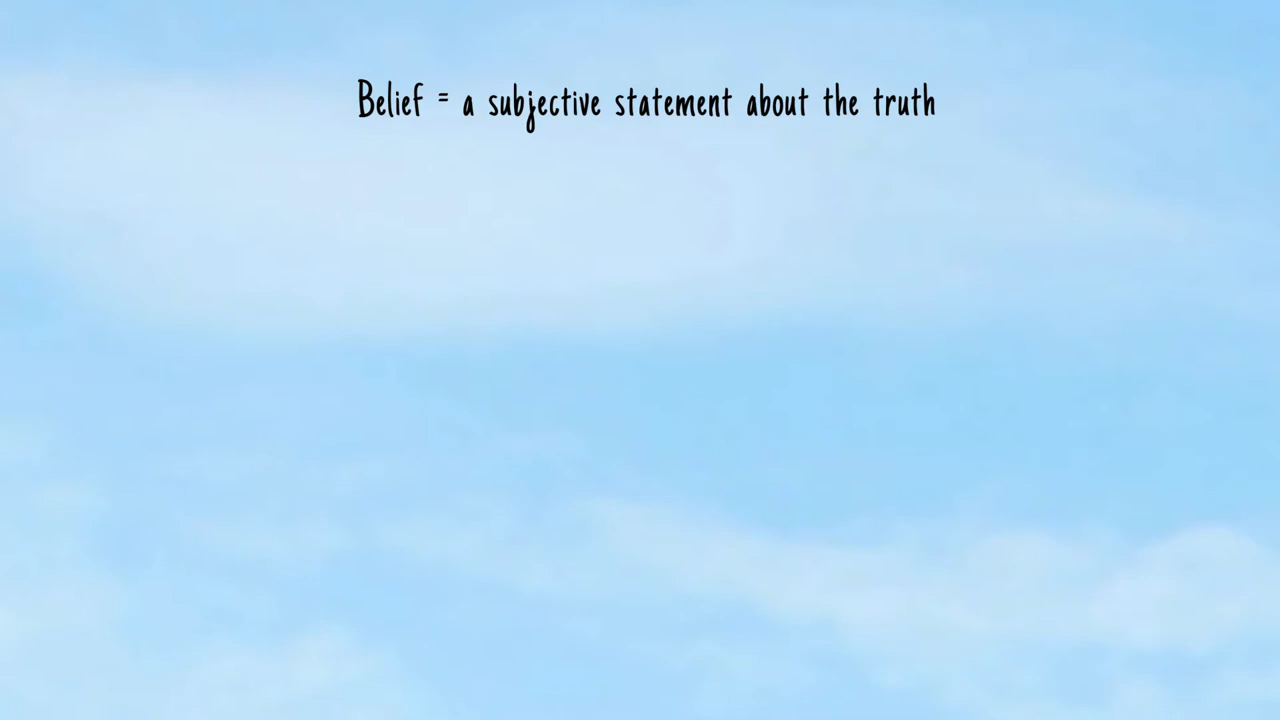 Belief = a subjective statement about the truth